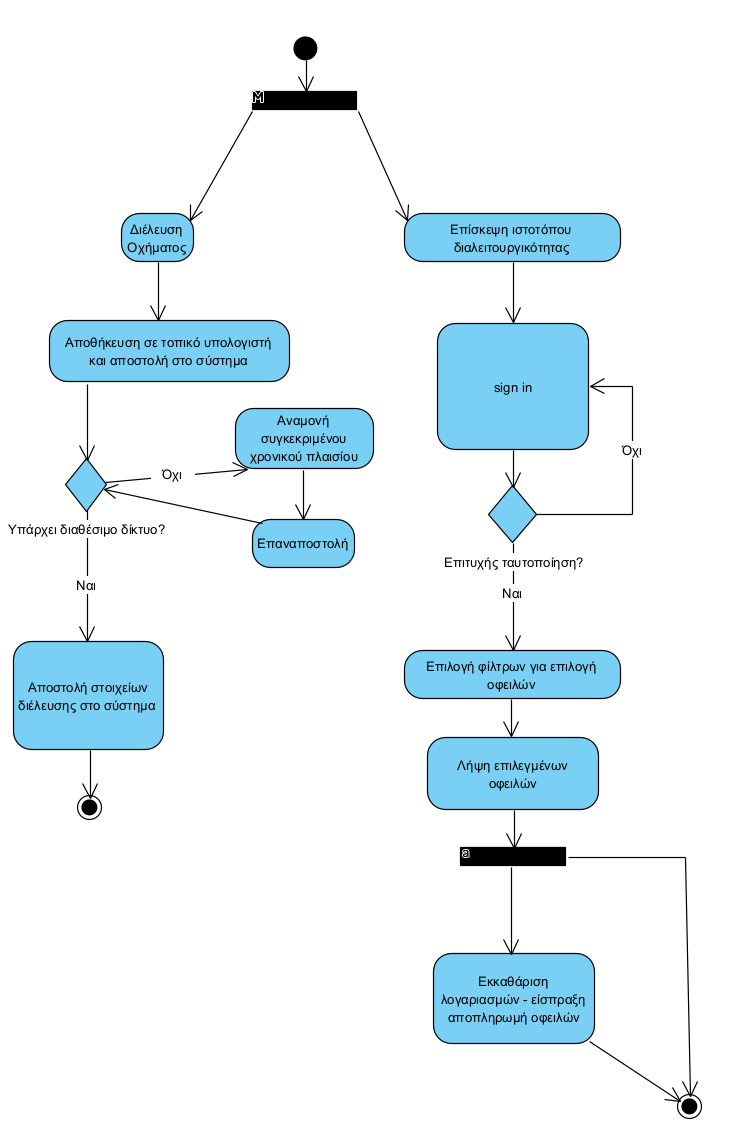 M
Διέλευση
Οχήματος
Επίσκεψη ιστοτόπου
διαλειτουργικότητας
Αποθήκευση σε τοπικό υπολογιστή
και αποστολή στο σύστημα
sign in
Αναμονή
συγκεκριμένου
χρονικού πλαισίου
Όχι
Όχι
Υπάρχει διαθέσιμο δίκτυο?
Επαναποστολή
Επιτυχής ταυτοποίηση?
Ναι
Ναι
Αποστολή στοιχείων
διέλευσης στο σύστημα
Επιλογή φίλτρων για επιλογή
οφειλών
Λήψη επιλεγμένων
οφειλών
a
Εκκαθάριση
λογαριασμών - είσπραξη
αποπληρωμή οφειλών